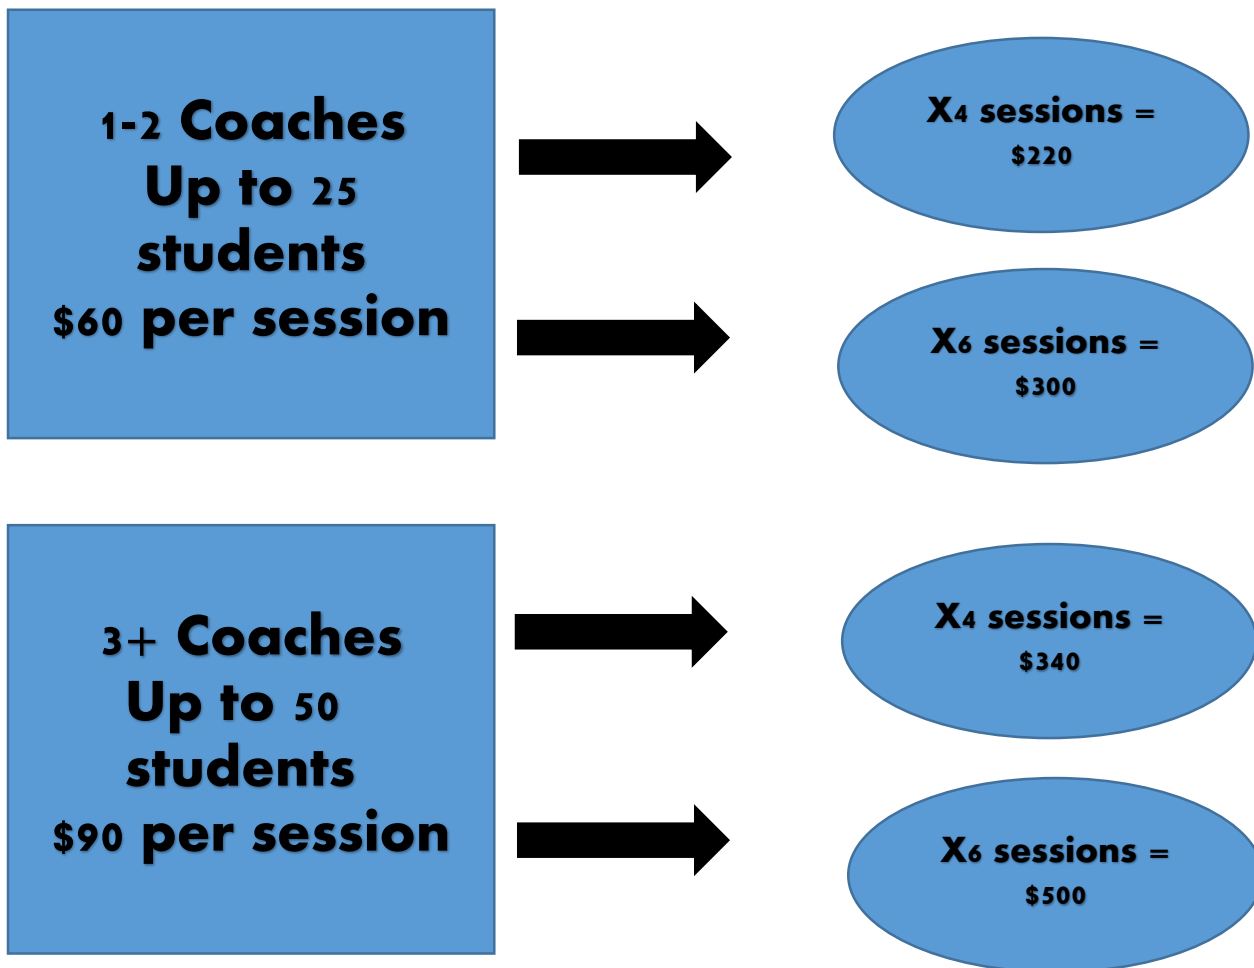 1-2 Coaches
Up to 25
students
$60 per session
X4 sessions =
$220
X6 sessions =
$300
3+ Coaches
Up to 50
students
$90 per session
X4 sessions =
$340
X6 sessions =
$500